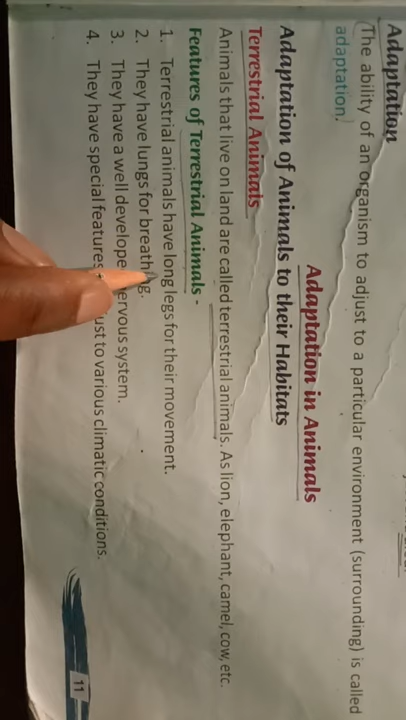 Adaptation
The ability of an organism to adjust to a particular environment (surrounding) is called
adaptation.
Adaptation in Animals
Adaptation of Animals to their Habitats
Terrestrial Animals
Animals that live on land are called terrestrial animals. As lion, elephant, camel, cow, etc.
Features of Terrestrial Animals -
1. Terrestrial animals have long legs for their movement.
2. They have lungs for breathing.
3. They have a well develope ervous system.
4. They have special features ust to various climatic conditions.
11